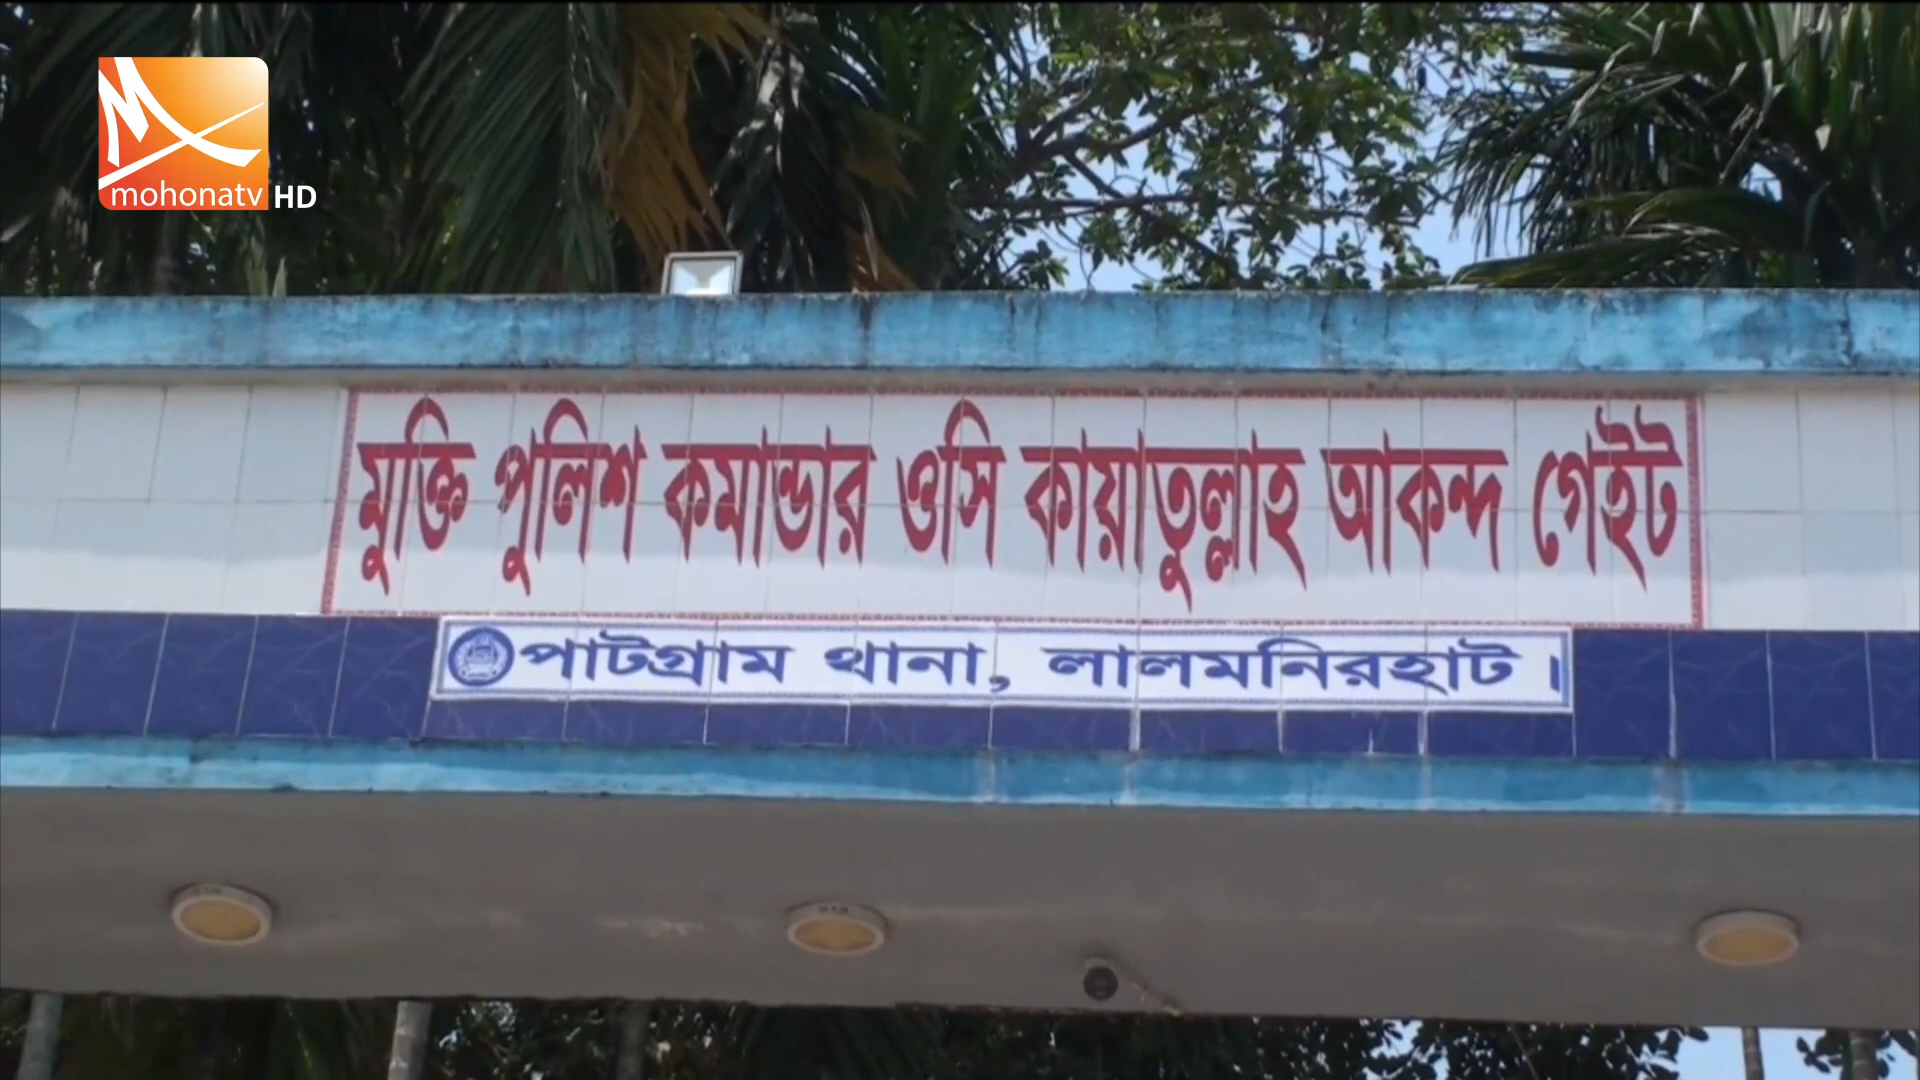 mohonatv HD
মুক্তি পুলিশ কমান্ডার ওসি কায়াতুল্লাহ আকন্দ গেইট
পাটগ্রাম থানা, লালমনিরহাট।